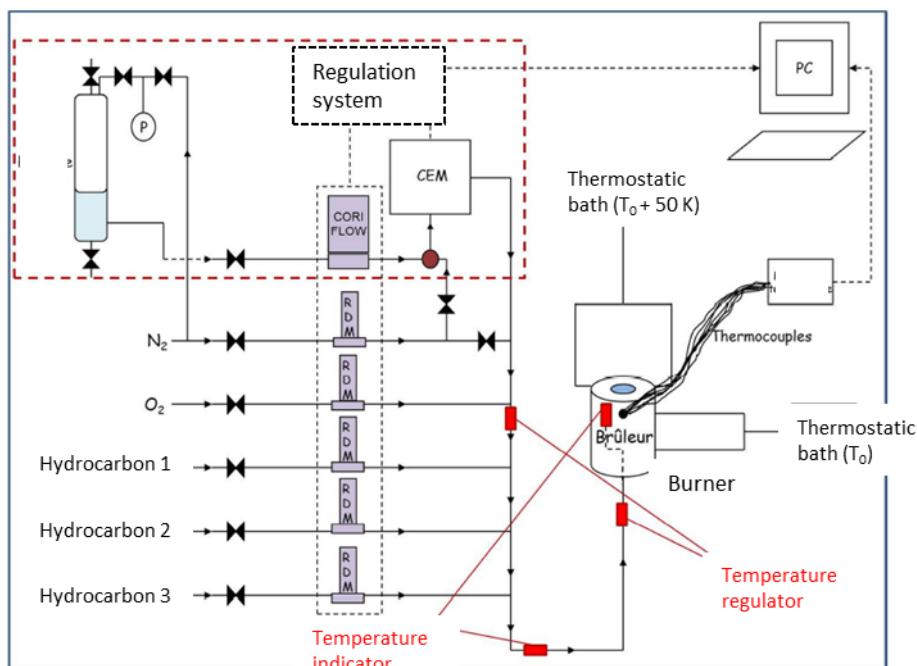 Regulation
system
PC
P
CEM
Thermostatic
bath (T₀ + 50 K)
CORI
FLOW
N₂
RDM
Thermocouples
O₂
RDM
Brûleur
Thermostatic
bath (T₀)
Hydrocarbon 1
RDM
Burner
Hydrocarbon 2
RDM
Temperature
regulator
Hydrocarbon 3
RDM
Temperature
indicator